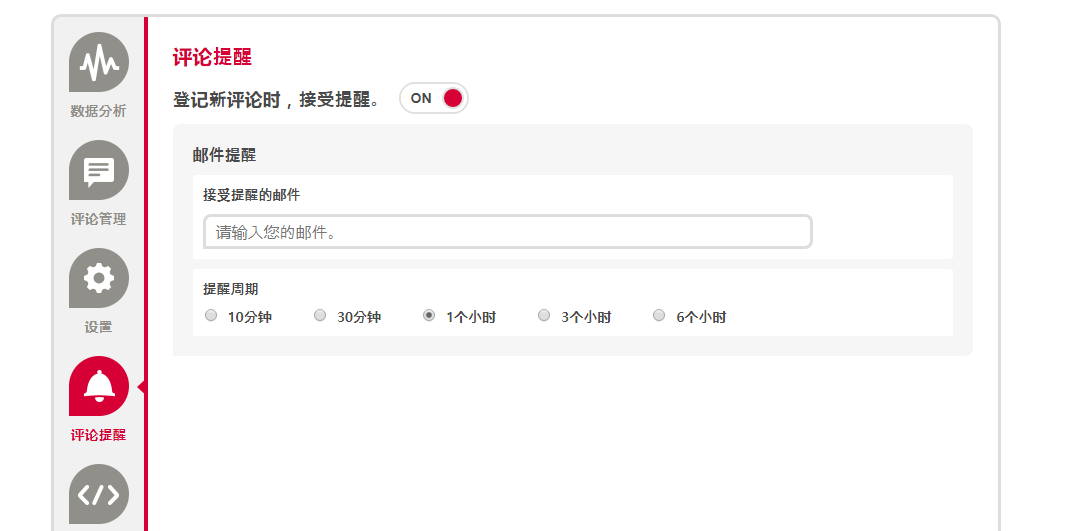 数据分析
评论管理
设置
评论提醒
评论提醒
登记新评论时，接受提醒。 ON
邮件提醒
接受提醒的邮件
请输入您的邮件。
提醒周期
10分钟 30分钟 1个小时 3个小时 6个小时